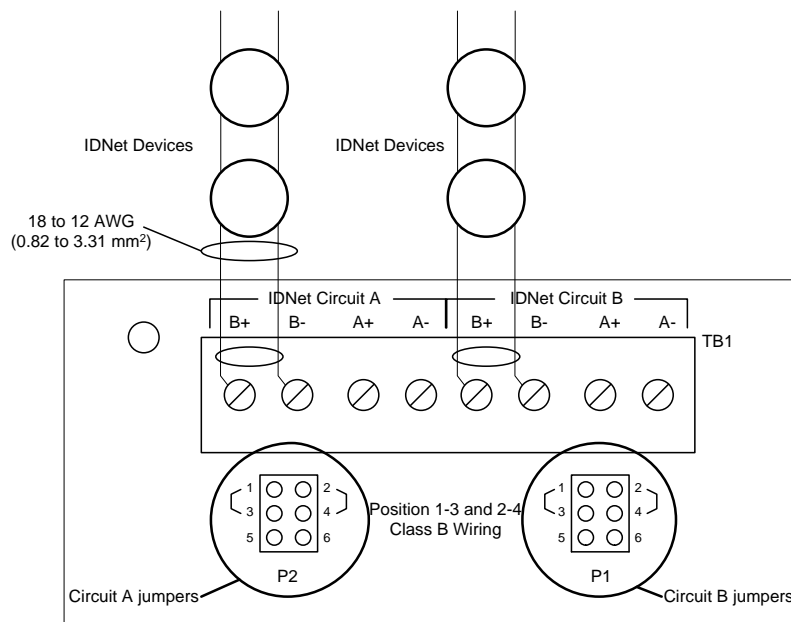 IDNet Devices
IDNet Devices
18 to 12 AWG
(0.82 to 3.31 mm²)
IDNet Circuit A
IDNet Circuit B
B+ B- A+ A- B+ B- A+ A-
TB1
1 2
3 4
5 6
Position 1-3 and 2-4
Class B Wiring
1 2
3 4
5 6
P2
P1
Circuit A jumpers
Circuit B jumpers